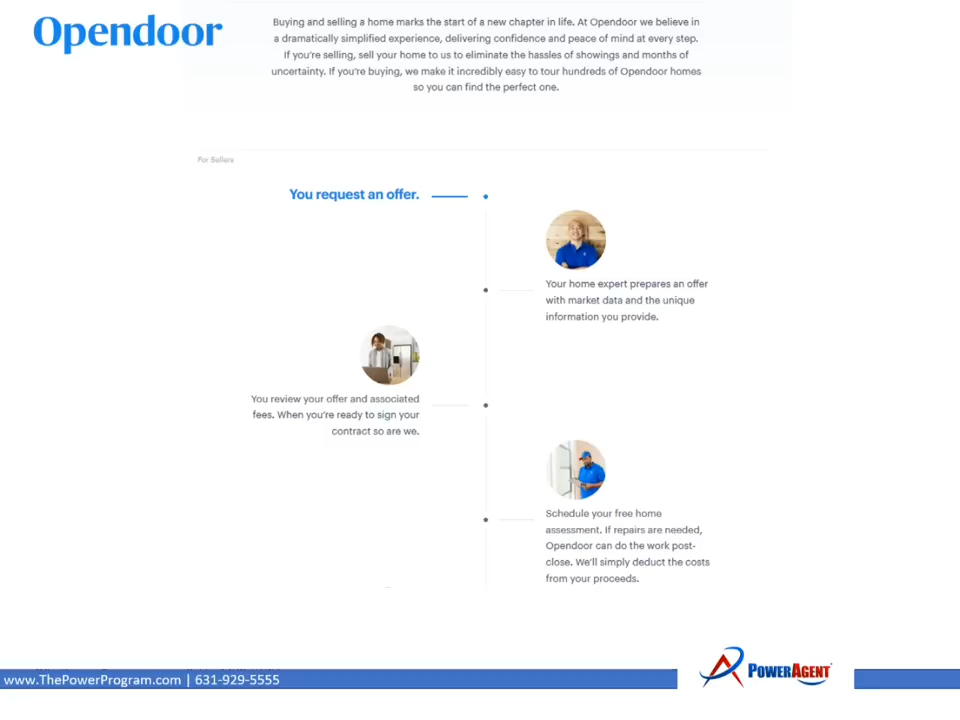 Opendoor
Buying and selling a home marks the start of a new chapter in life. At Opendoor we believe in
a dramatically simplified experience, delivering confidence and peace of mind at every step.
If you're selling, sell your home to us to eliminate the hassles of showings and months of
uncertainty. If you're buying, we make it incredibly easy to tour hundreds of Opendoor homes
so you can find the perfect one.
For Sellers
You request an offer.
Your home expert prepares an offer
with market data and the unique
information you provide.
You review your offer and associated
fees. When you're ready to sign your
contract so are we.
Schedule your free home
assessment. If repairs are needed,
Opendoor can do the work post-
close. We'll simply deduct the costs
from your proceeds.
www.ThePowerProgram.com | 631-929-5555
POWERAGENT